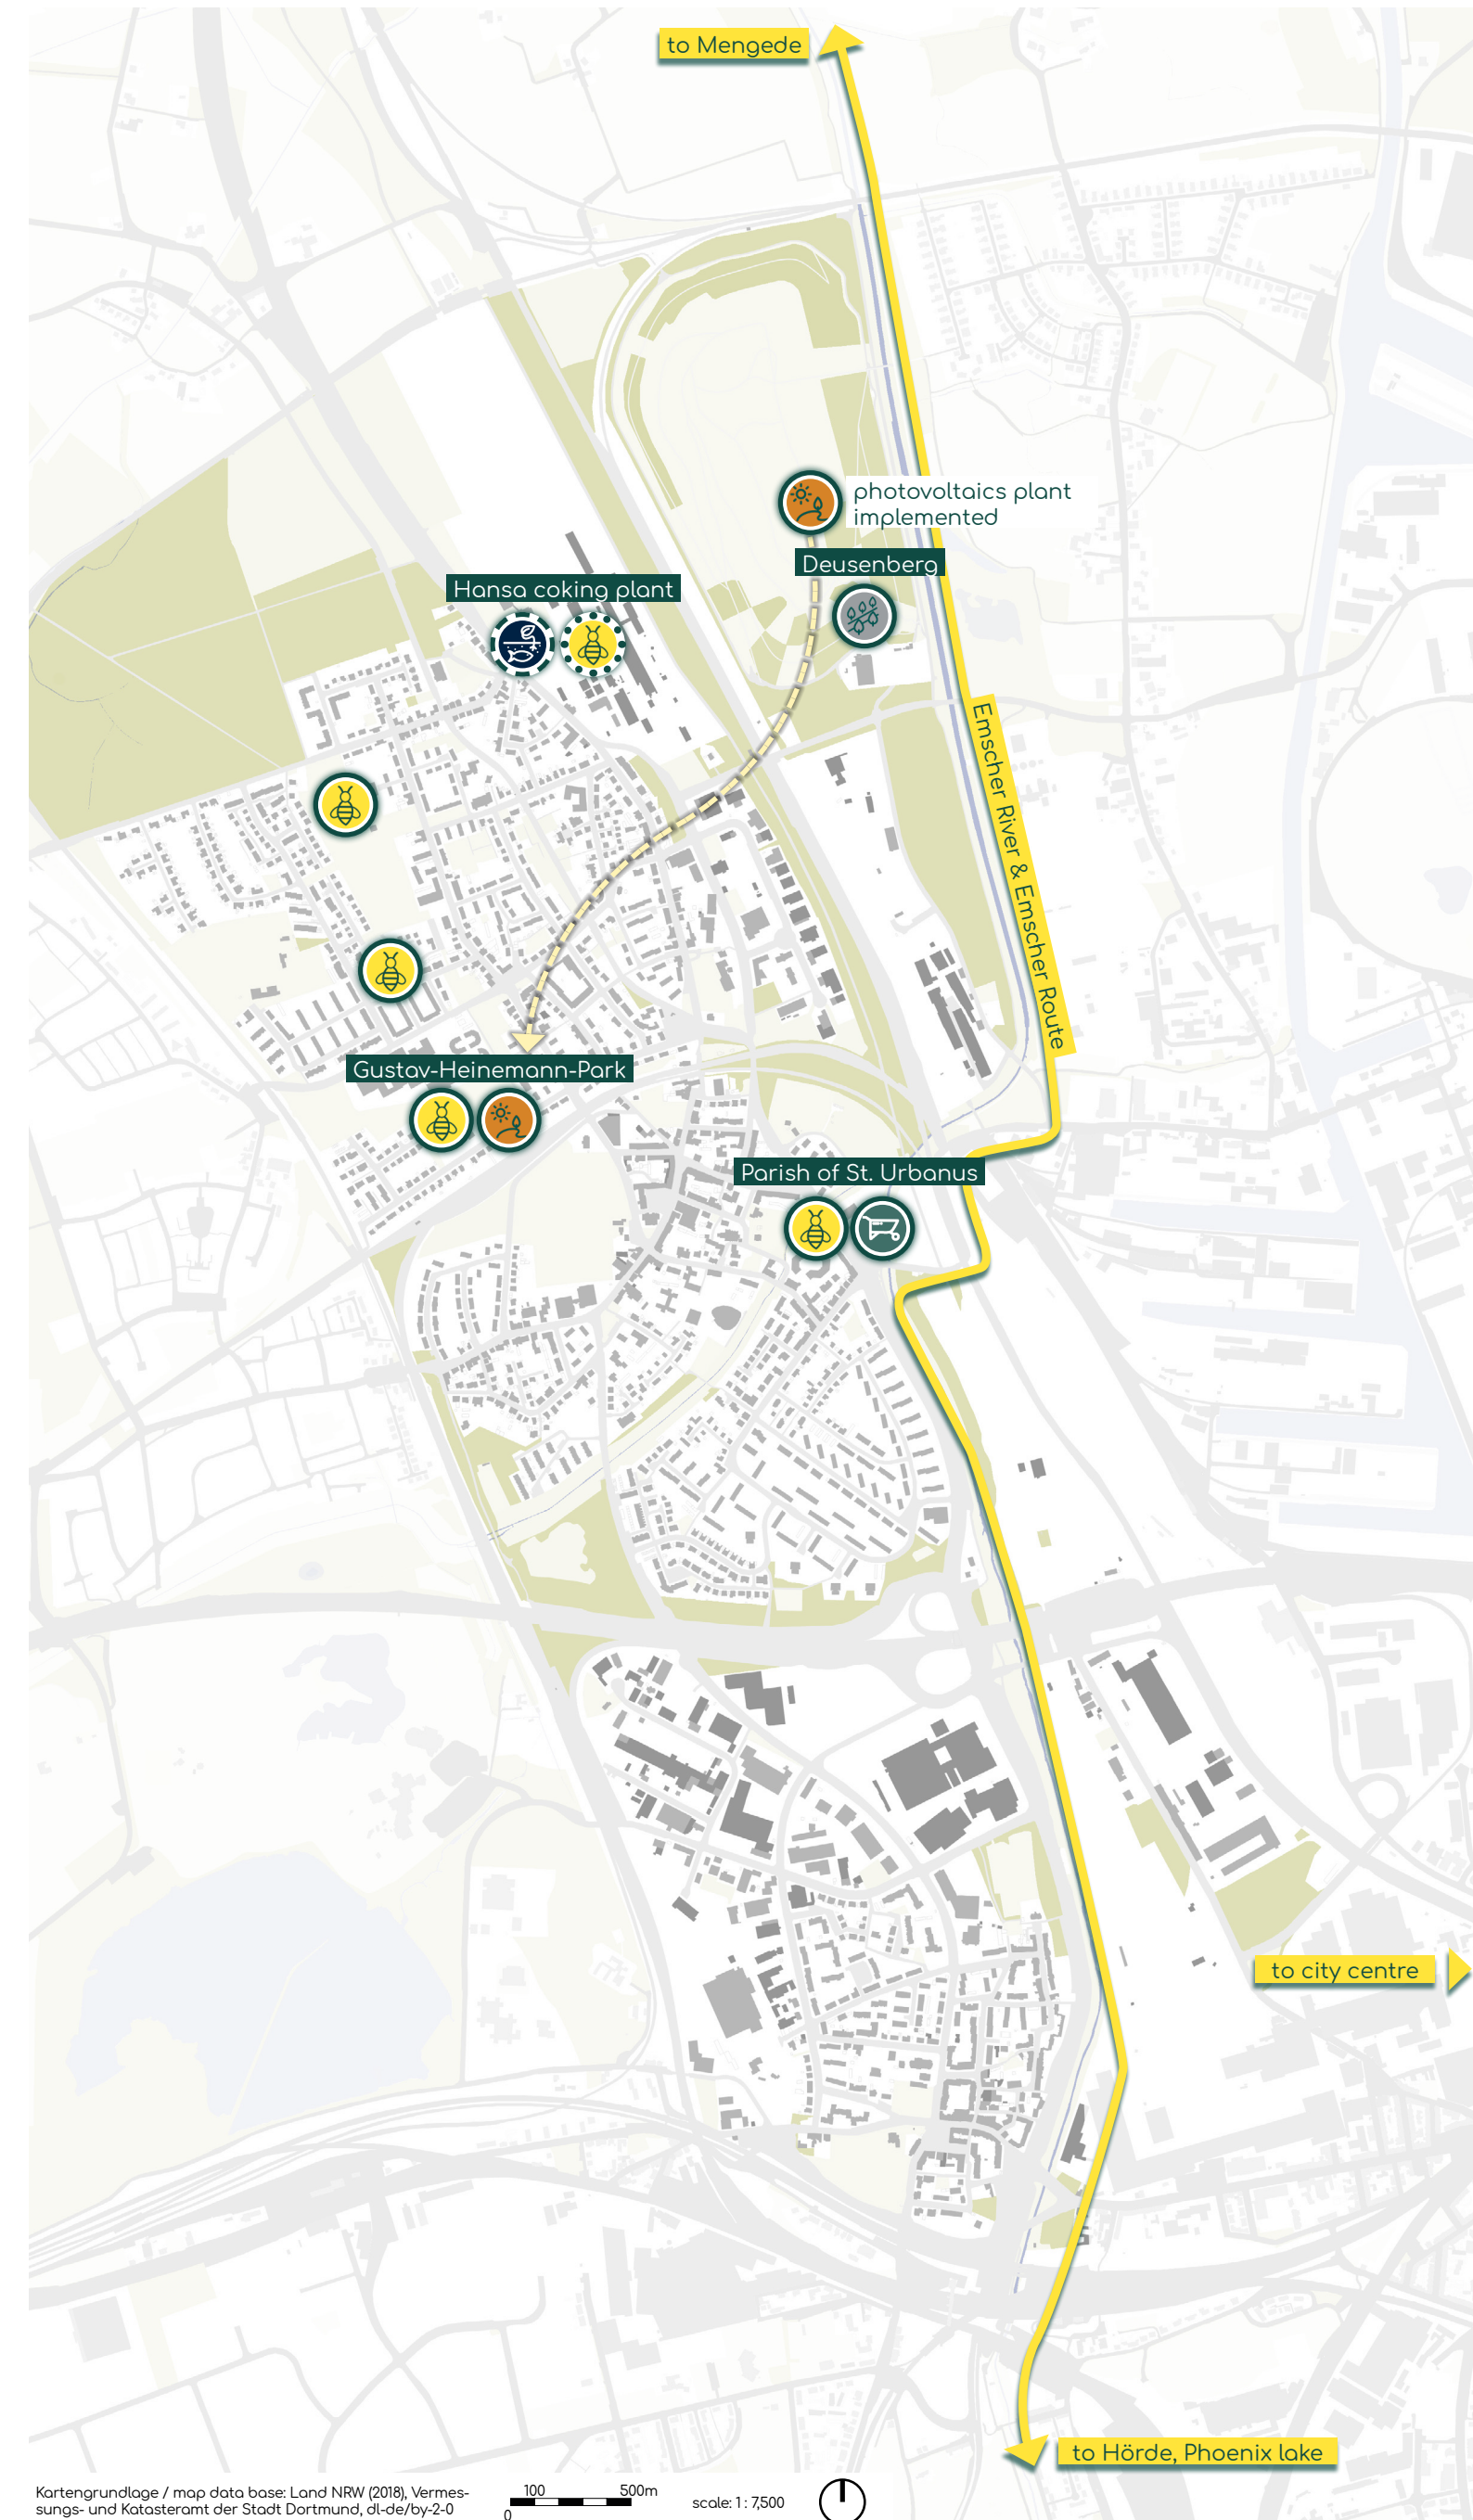 to Mengede
photovoltaics plant
implemented
Deusenberg
Hansa coking plant
Emscher River & Emscher Route
Gustav-Heinemann-Park
Parish of St. Urbanus
to city centre
to Hörde, Phoenix lake
Kartengrundlage / map data base: Land NRW (2018), Vermes-
sungs- und Katasteramt der Stadt Dortmund, dl-de/by-2-0
100 500m
0
scale: 1 : 7,500